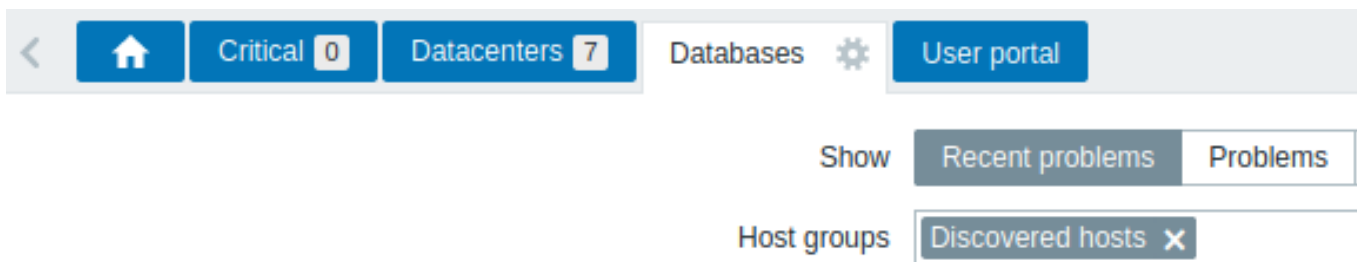 Critical 0 Datacenters 7 Databases User portal
Show Recent problems Problems
Host groups Discovered hosts